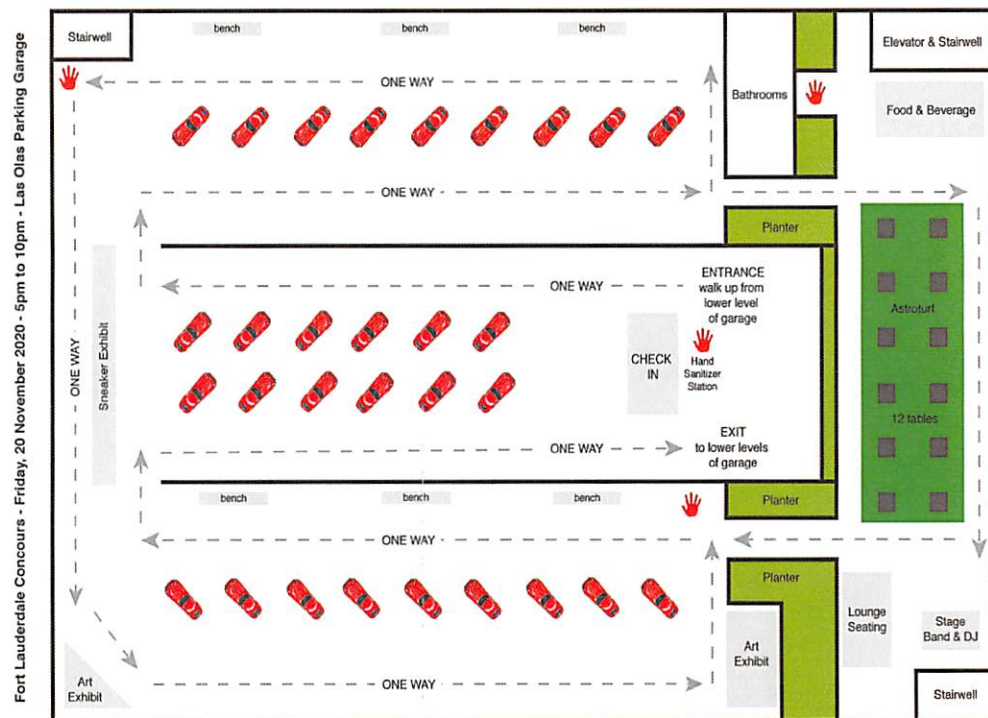 Fort Lauderdale Concours - Friday, 20 November 2020 - 5pm to 10pm - Las Olas Parking Garage
Stairwell
bench
bench
bench
Elevator & Stairwell
ONE WAY
Bathrooms
Food & Beverage
ONE WAY
Planter
ENTRANCE
walk up from
lower level
of garage
ONE WAY
Astroturf
CHECK
IN
Hand
Sanitizer
Station
ONE WAY
Sneaker Exhibit
12 tables
EXIT
to lower levels
of garage
ONE WAY
bench
bench
bench
Planter
ONE WAY
Planter
Lounge
Seating
Stage
Band & DJ
Art
Exhibit
Art
Exhibit
ONE WAY
Stairwell